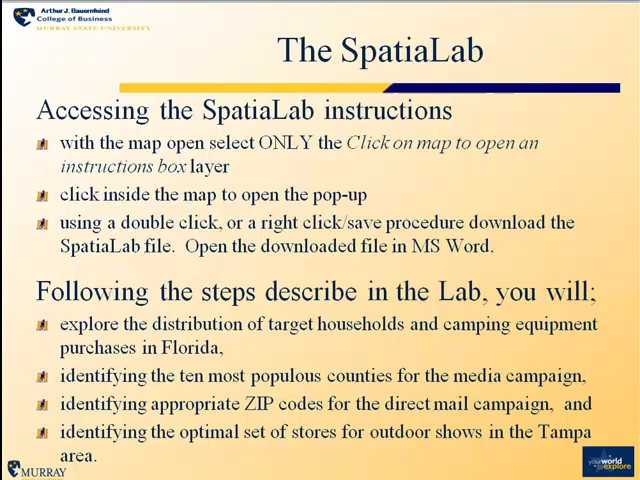 Arthur J. Bauernfeind
College of Business
MURRAY STATE UNIVERSITY
The SpatiaLab
Accessing the SpatiaLab instructions
with the map open select ONLY the Click on map to open an
instructions box layer
click inside the map to open the pop-up
using a double click, or a right click/save procedure download the
SpatiaLab file. Open the downloaded file in MS Word.
Following the steps describe in the Lab, you will;
explore the distribution of target households and camping equipment
purchases in Florida,
identifying the ten most populous counties for the media campaign,
identifying appropriate ZIP codes for the direct mail campaign, and
identifying the optimal set of stores for outdoor shows in the Tampa
area.
MURRAY
your world
to explore